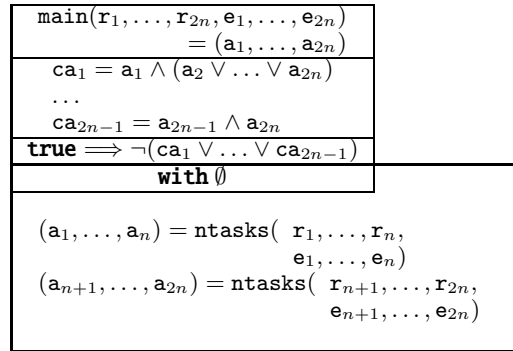 main(r₁,...,r₂ₙ,e₁,...,e₂ₙ)
= (a₁,...,a₂ₙ)
ca₁ = a₁ ∧ (a₂ ∨ ... ∨ a₂ₙ)
...
ca₂ₙ₋₁ = a₂ₙ₋₁ ∧ a₂ₙ
true ⟹ ¬(ca₁ ∨ ... ∨ ca₂ₙ₋₁)
with ∅
(a₁,...,aₙ) = ntasks( r₁,...,rₙ,
e₁,...,eₙ)
(aₙ₊₁,...,a₂ₙ) = ntasks( rₙ₊₁,...,r₂ₙ,
eₙ₊₁,...,e₂ₙ)